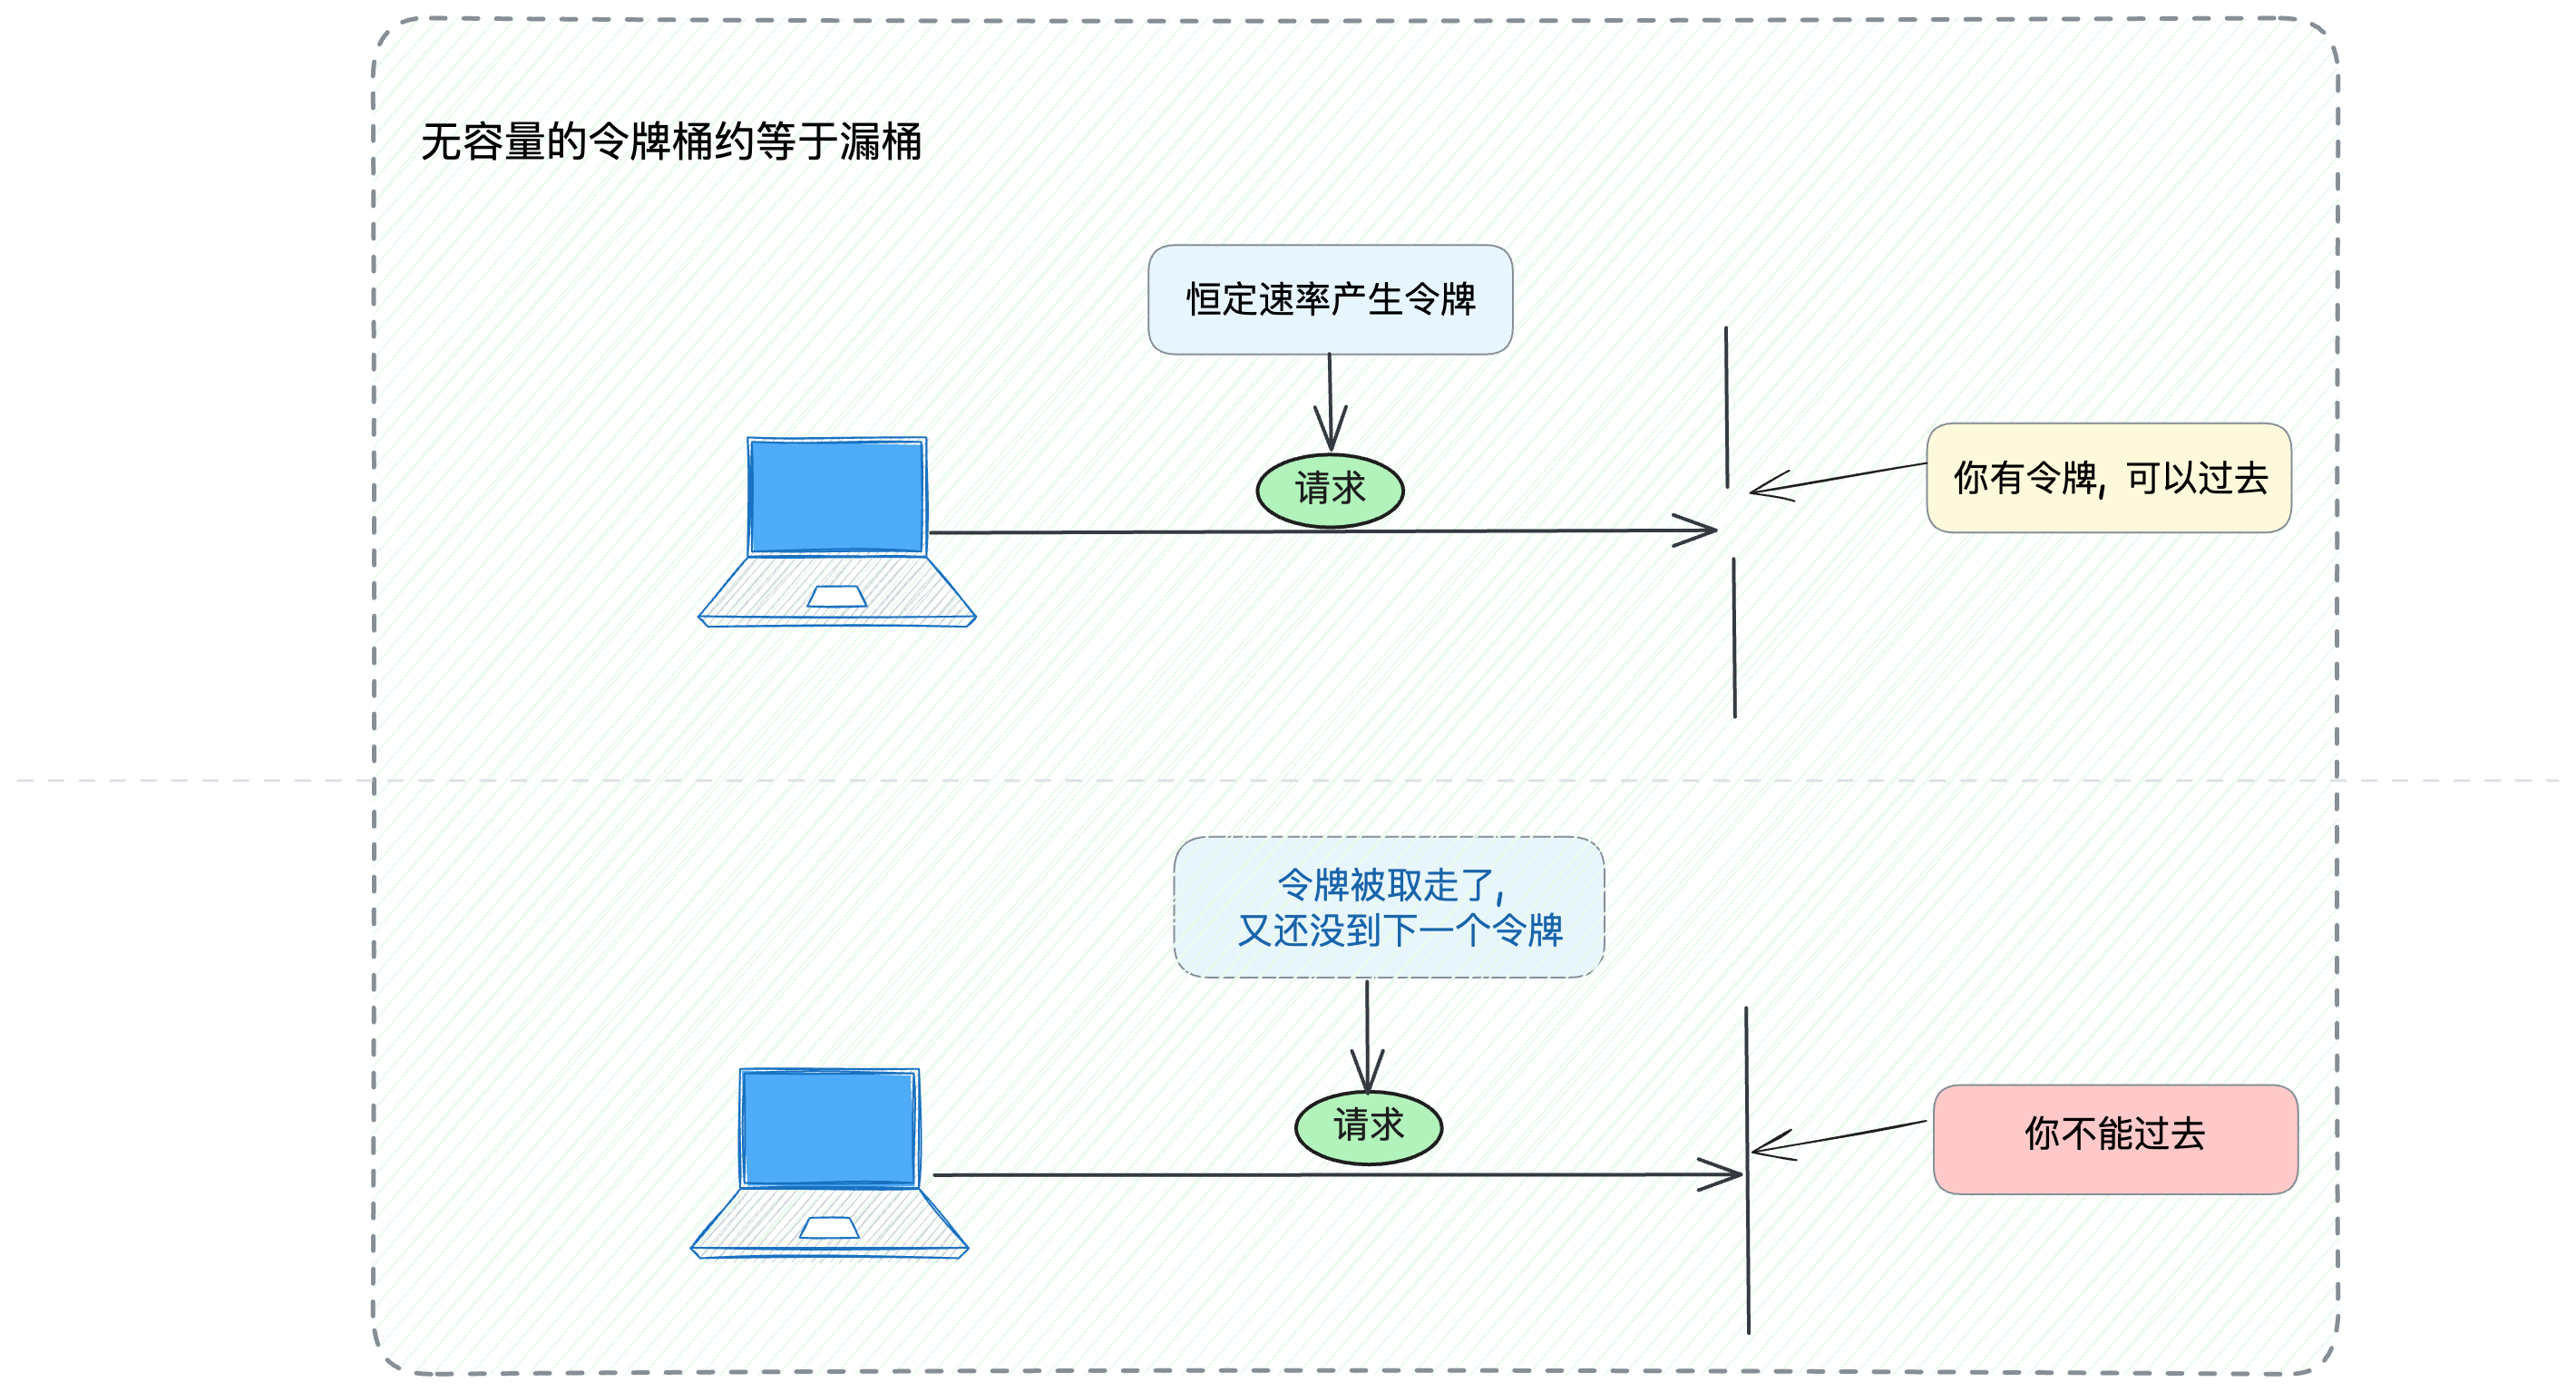 无容量的令牌桶约等于漏桶
恒定速率产生令牌
请求
你有令牌, 可以过去
令牌被取走了,
又还没到下一个令牌
请求
你不能过去